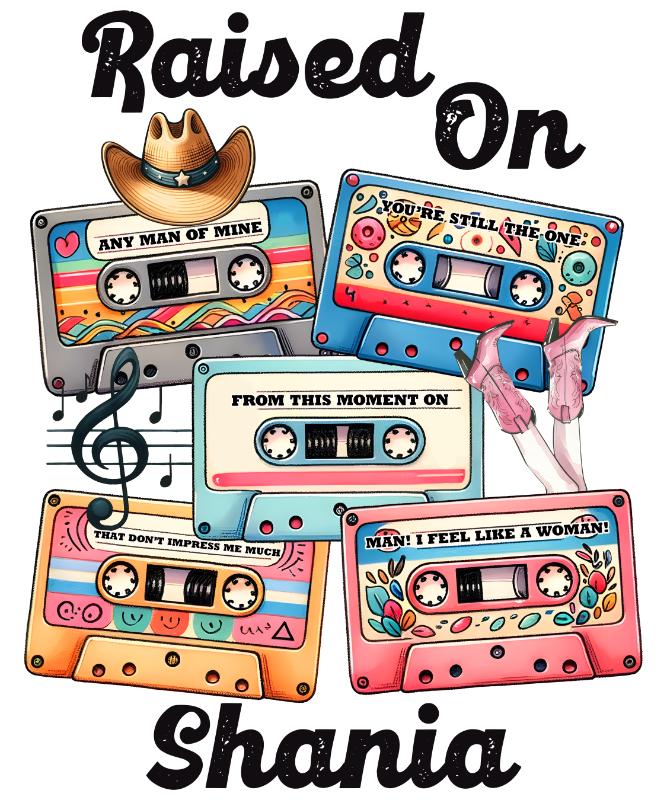 Raised
On
ANY MAN OF MINE
YOU'RE STILL THE ONE
FROM THIS MOMENT ON
THAT DON'T IMPRESS ME MUCH
MAN! I FEEL LIKE A WOMAN!
Shania